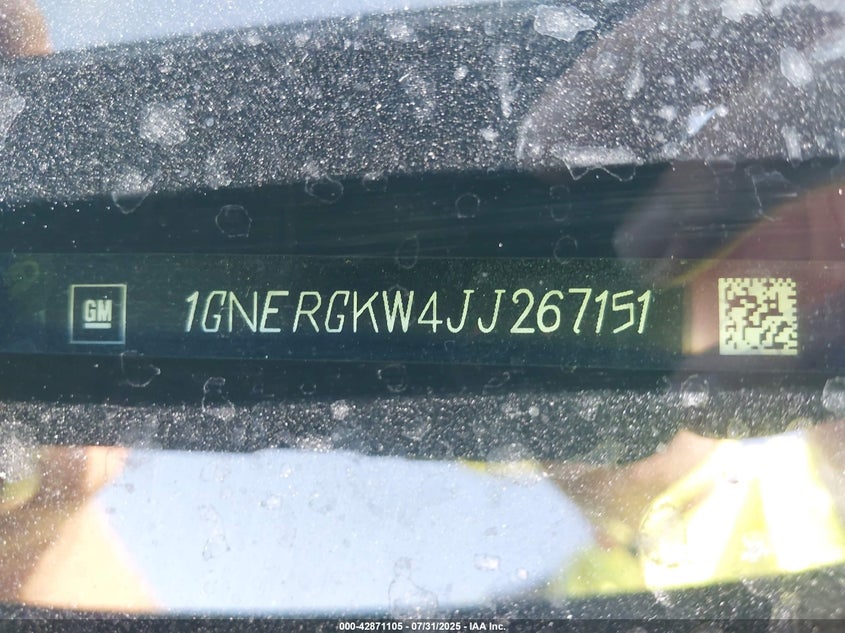 GM 1GNERGKW4JJ267151
000-42871105 - 07/31/2025 - IAA Inc.